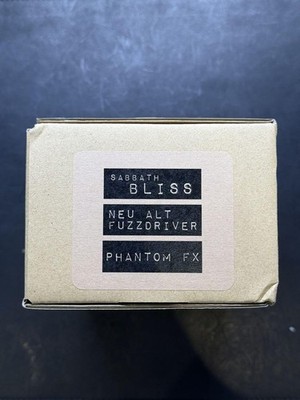 SABBATH
BLISS
NEU ALT
FUZZDRIVER
PHANTOM FX